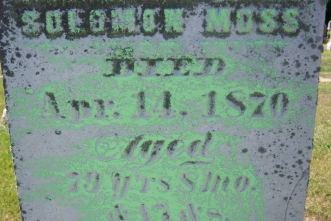 SOLOMON MOSS
DIED
Apr. 14. 1870
Aged
79 yrs 8 mo.